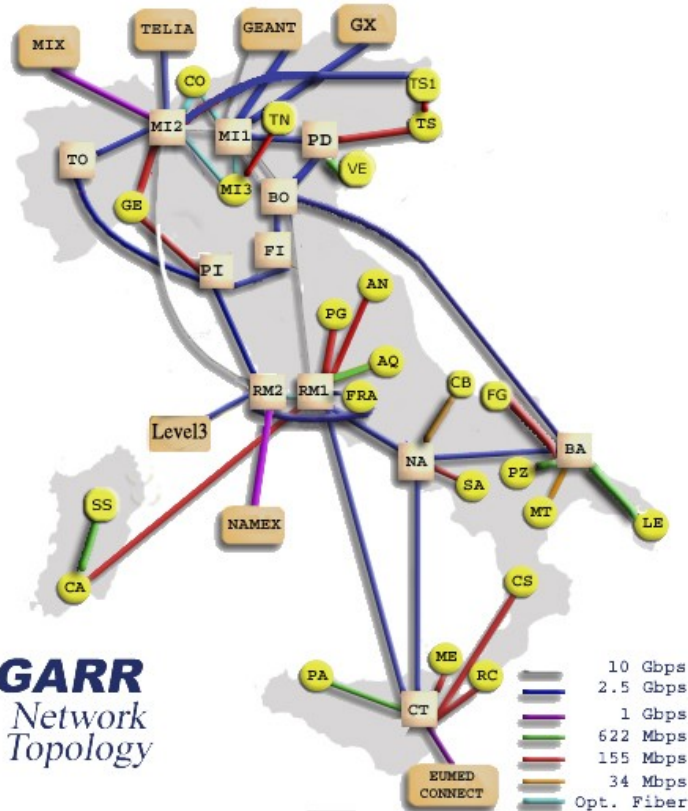 MIX
TELIA
GEANT
GX
CO
TS1
TN
MI2
MI1
PD
TS
TO
VE
MI3
BO
GE
FI
PI
AN
PG
AQ
RM2
RM1
FRA
CB
FG
Level3
NA
BA
PZ
SA
MT
LE
NAMEX
SS
CA
CS
GARR
Network
Topology
PA
ME
RC
CT
EUMED
CONNECT
10 Gbps
2.5 Gbps
1 Gbps
622 Mbps
155 Mbps
34 Mbps
Opt. Fiber